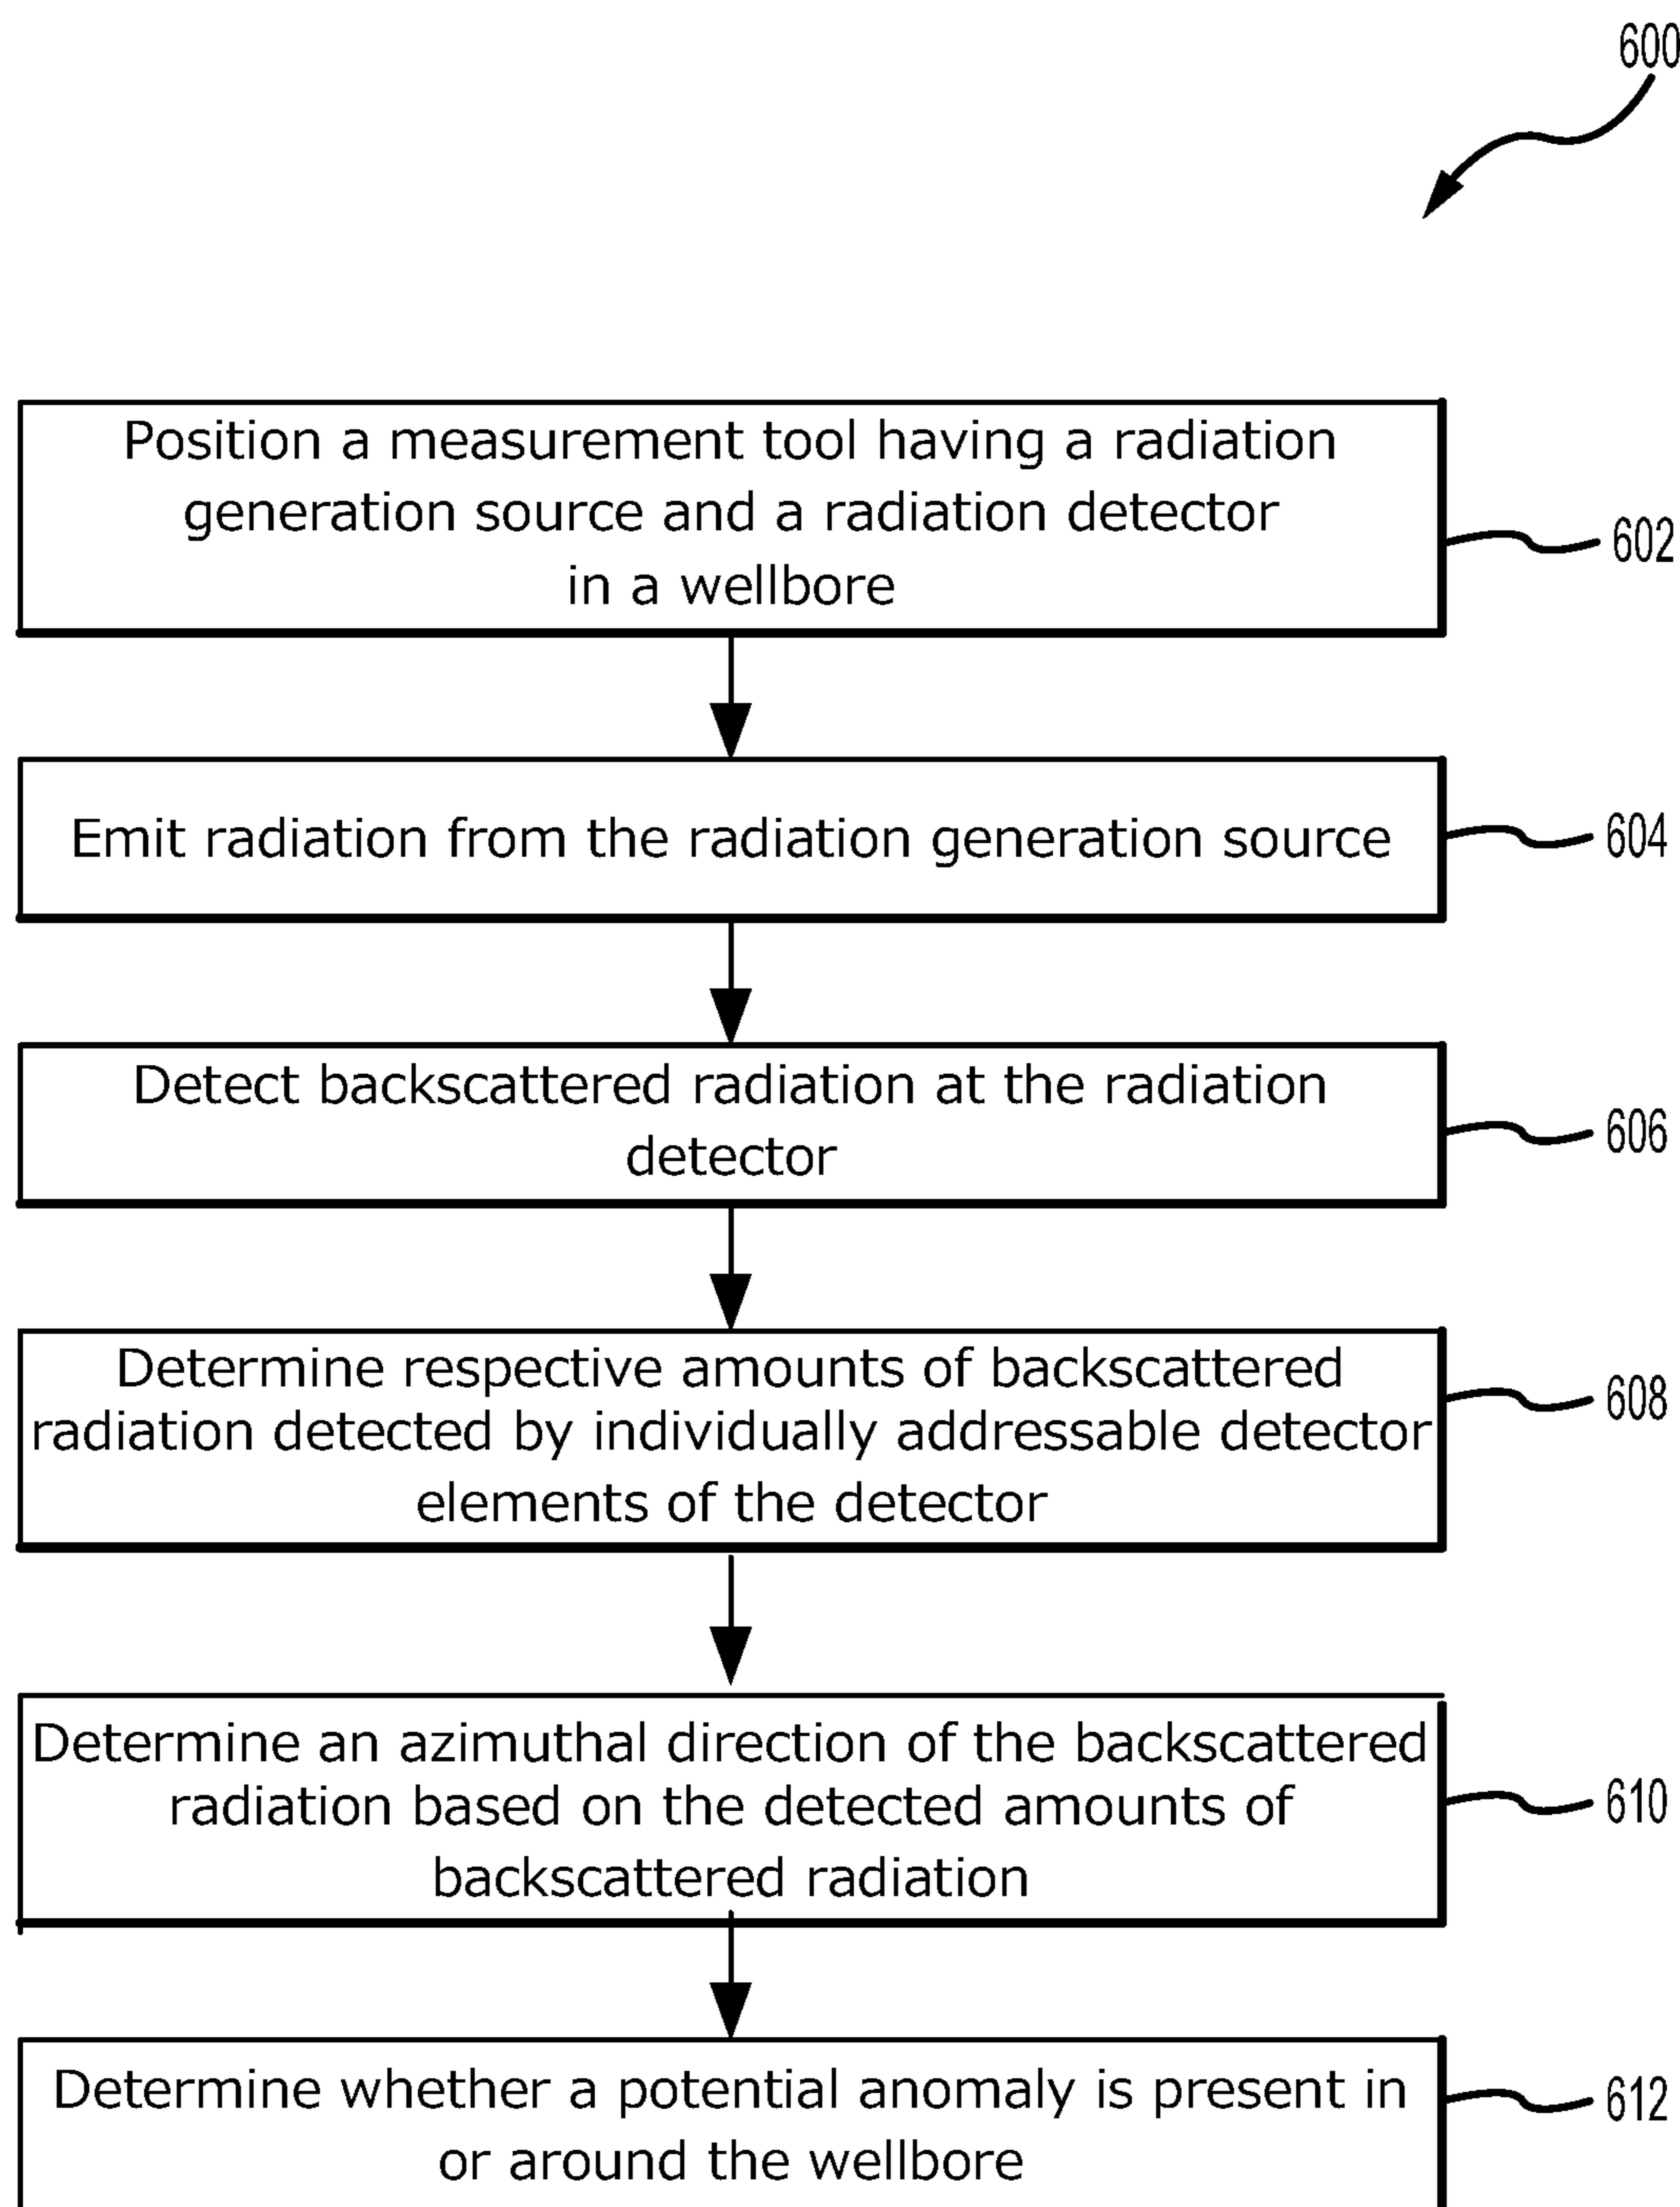 600
Position a measurement tool having a radiation
generation source and a radiation detector
in a wellbore
602
Emit radiation from the radiation generation source
604
Detect backscattered radiation at the radiation
detector
606
Determine respective amounts of backscattered
radiation detected by individually addressable detector
elements of the detector
608
Determine an azimuthal direction of the backscattered
radiation based on the detected amounts of
backscattered radiation
610
Determine whether a potential anomaly is present in
or around the wellbore
612